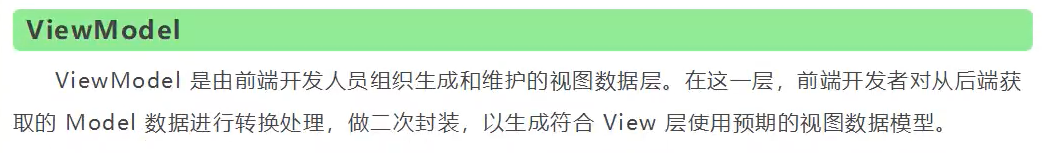 ViewModel
ViewModel 是由前端开发人员组织生成和维护的视图数据层。在这一层，前端开发者对从后端获
取的 Model 数据进行转换处理，做二次封装，以生成符合 View 层使用预期的视图数据模型。